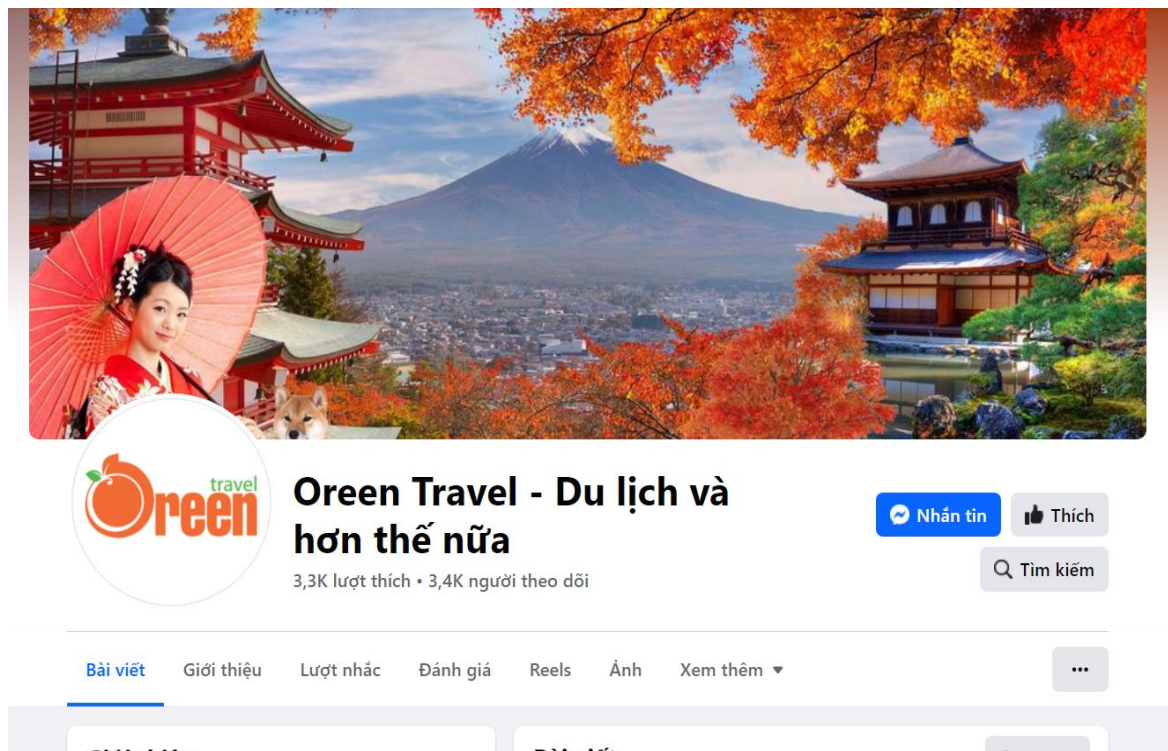 travel
Oreen
Oreen Travel - Du lịch và
hơn thế nữa
3,3K lượt thích • 3,4K người theo dõi
Nhắn tin
Thích
Tìm kiếm
Bài viết Giới thiệu Lượt nhắc Đánh giá Reels Ảnh Xem thêm